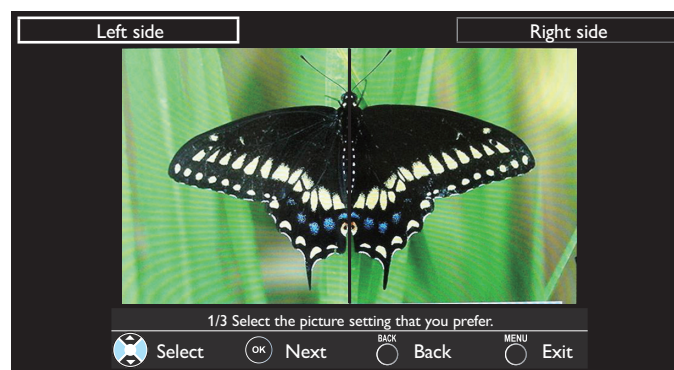 Left side
Right side
1/3 Select the picture setting that you prefer.
Select
OK
Next
BACK
Back
MENU
Exit